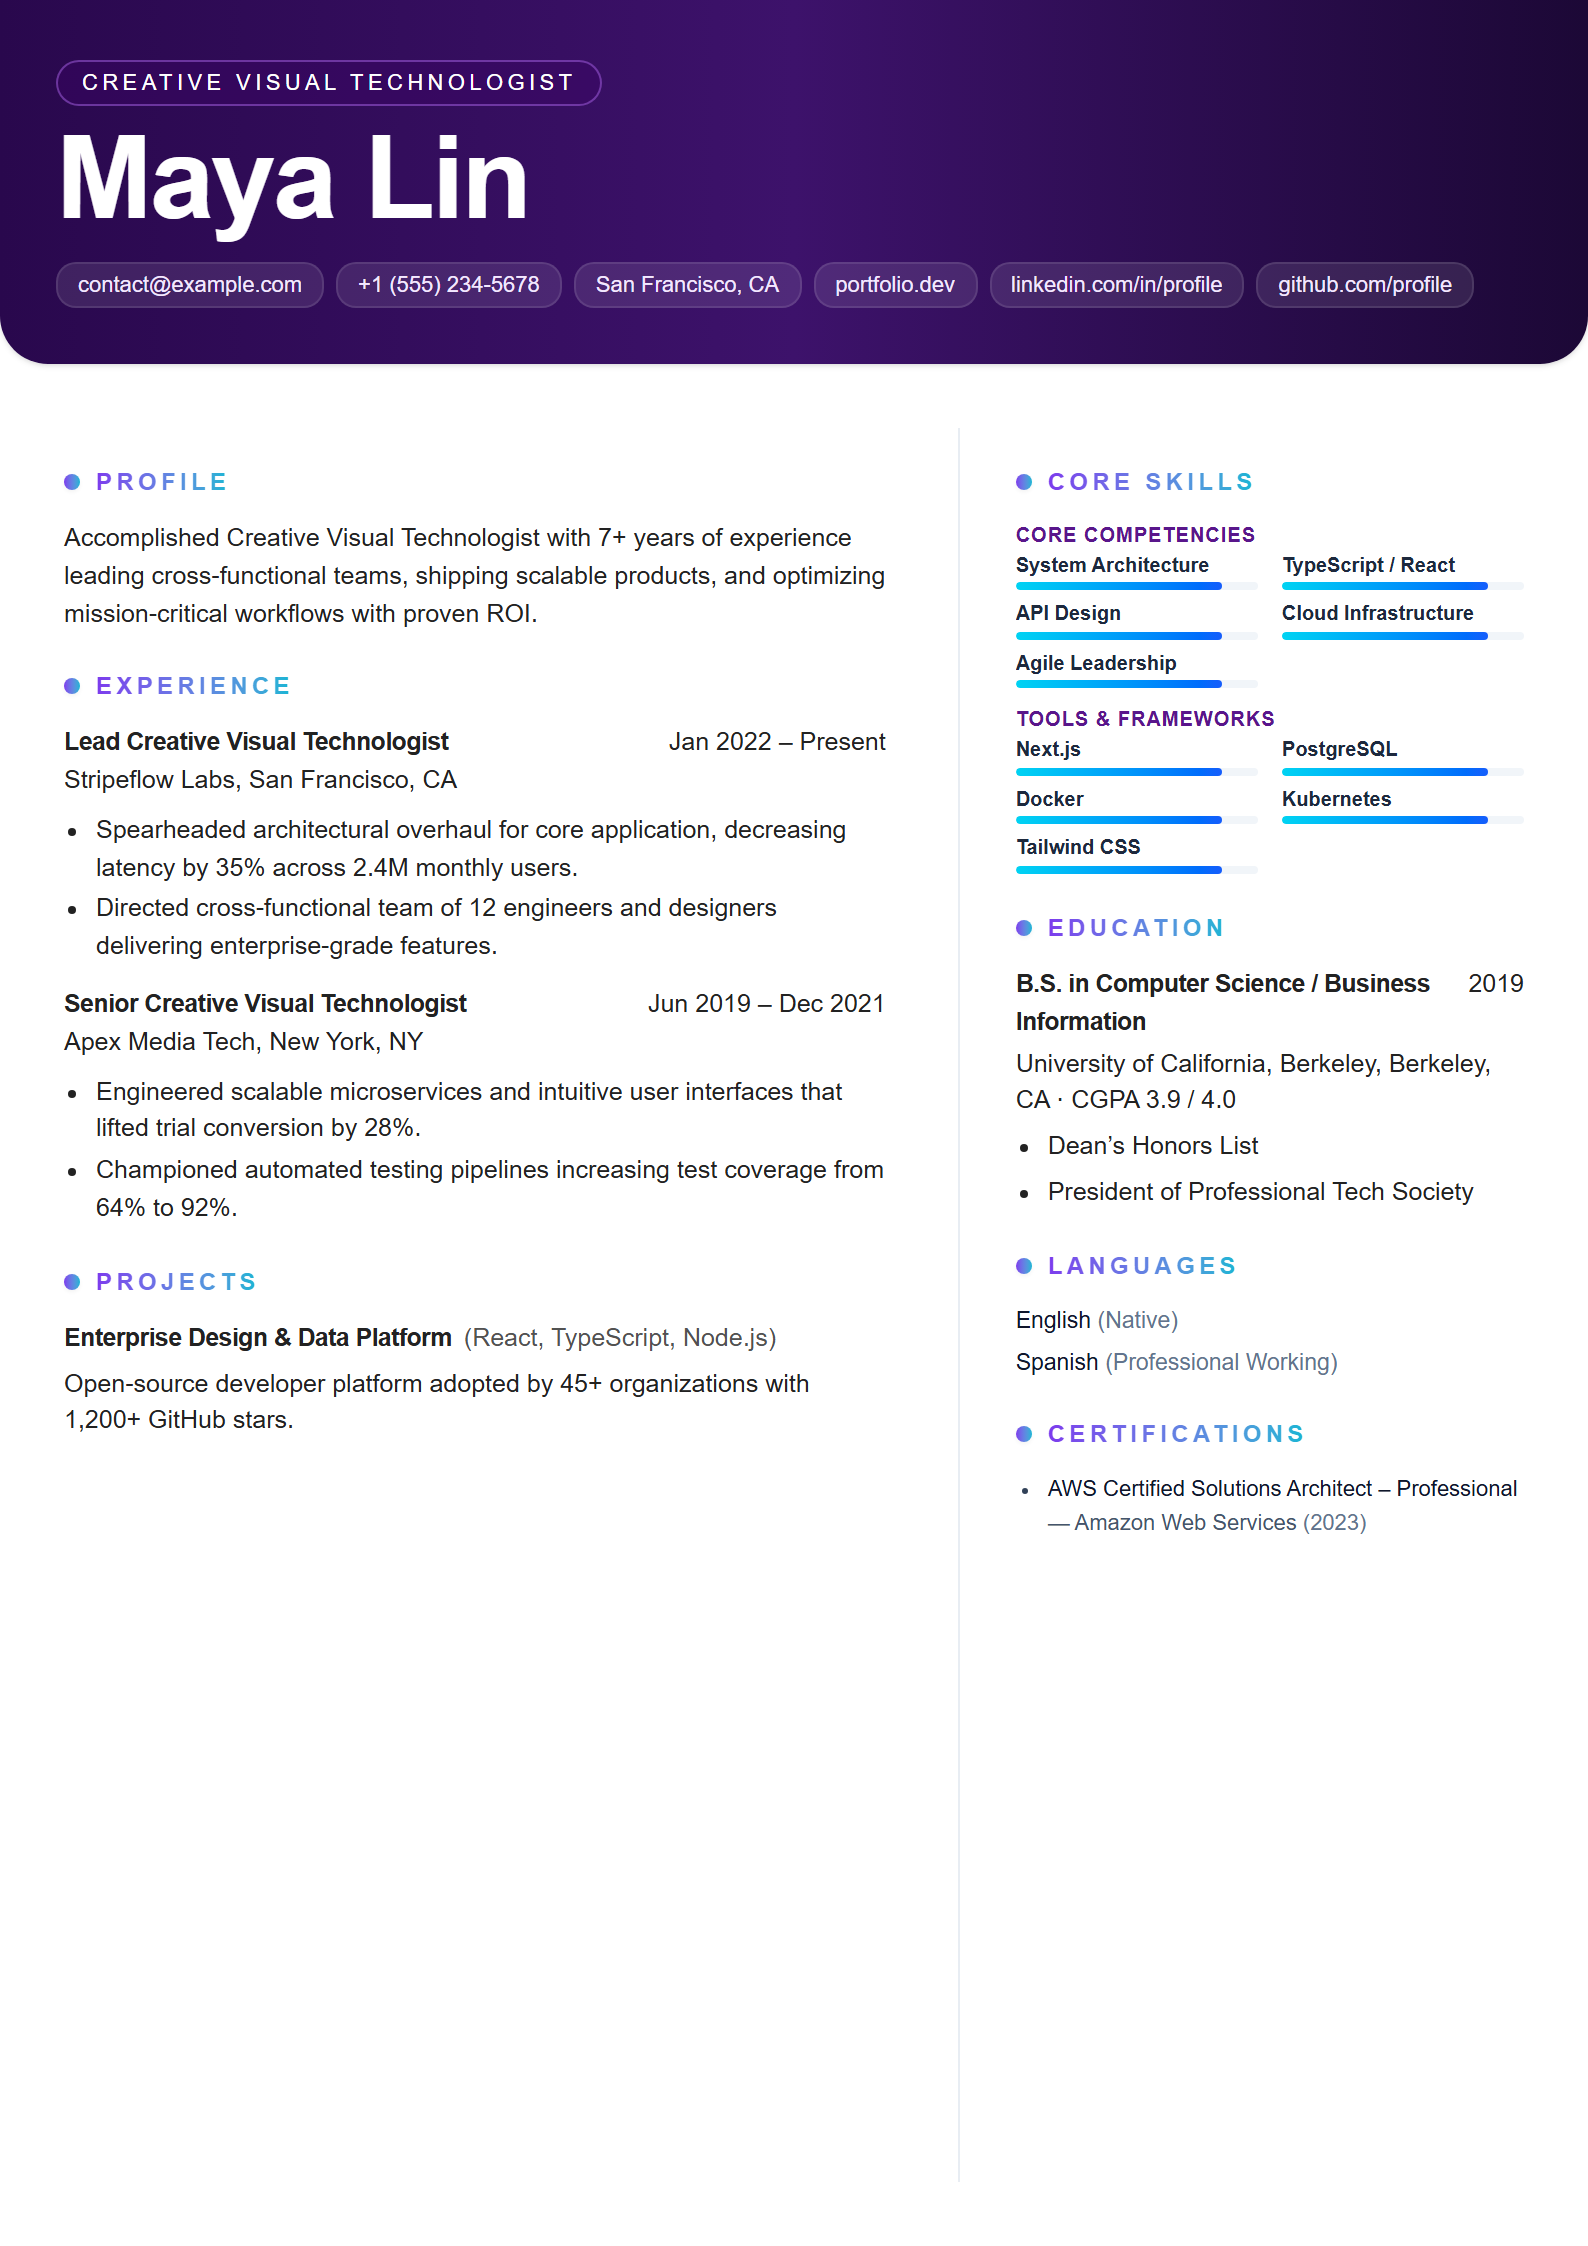 CREATIVE VISUAL TECHNOLOGIST
Maya Lin
contact@example.com +1 (555) 234-5678 San Francisco, CA portfolio.dev linkedin.com/in/profile github.com/profile
PROFILE
Accomplished Creative Visual Technologist with 7+ years of experience
leading cross-functional teams, shipping scalable products, and optimizing
mission-critical workflows with proven ROI.
EXPERIENCE
Lead Creative Visual Technologist Jan 2022 – Present
Stripeflow Labs, San Francisco, CA
• Spearheaded architectural overhaul for core application, decreasing
latency by 35% across 2.4M monthly users.
• Directed cross-functional team of 12 engineers and designers
delivering enterprise-grade features.
Senior Creative Visual Technologist Jun 2019 – Dec 2021
Apex Media Tech, New York, NY
• Engineered scalable microservices and intuitive user interfaces that
lifted trial conversion by 28%.
• Championed automated testing pipelines increasing test coverage from
64% to 92%.
PROJECTS
Enterprise Design & Data Platform (React, TypeScript, Node.js)
Open-source developer platform adopted by 45+ organizations with
1,200+ GitHub stars.
CORE SKILLS
CORE COMPETENCIES
System Architecture TypeScript / React
API Design Cloud Infrastructure
Agile Leadership
TOOLS & FRAMEWORKS
Next.js PostgreSQL
Docker Kubernetes
Tailwind CSS
EDUCATION
B.S. in Computer Science / Business 2019
Information
University of California, Berkeley, Berkeley,
CA · CGPA 3.9 / 4.0
• Dean’s Honors List
• President of Professional Tech Society
LANGUAGES
English (Native)
Spanish (Professional Working)
CERTIFICATIONS
• AWS Certified Solutions Architect – Professional
— Amazon Web Services (2023)